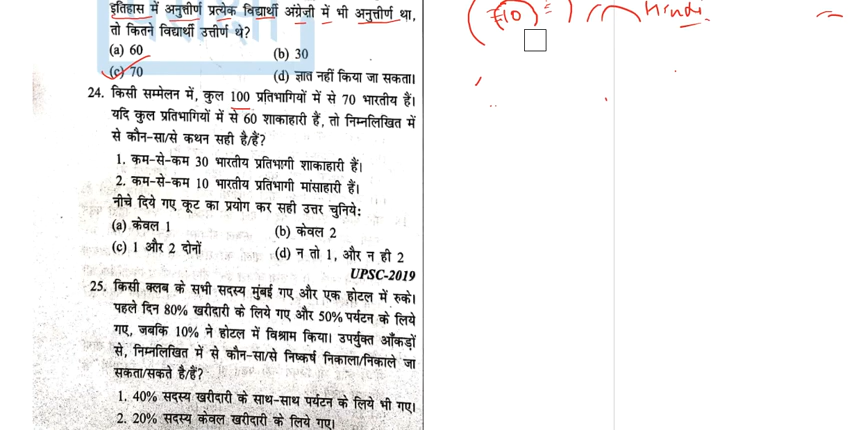 इतिहास में अनुत्तीर्ण प्रत्येक विद्यार्थी अंग्रेज़ी में भी अनुत्तीर्ण था,
तो कितने विद्यार्थी उत्तीर्ण थे?
(a) 60 (b) 30
(c) 70 (d) ज्ञात नहीं किया जा सकता।
24. किसी सम्मेलन में, कुल 100 प्रतिभागियों में से 70 भारतीय हैं।
यदि कुल प्रतिभागियों में से 60 शाकाहारी हैं, तो निम्नलिखित में
से कौन-सा/से कथन सही है/हैं?
1. कम-से-कम 30 भारतीय प्रतिभागी शाकाहारी हैं।
2. कम-से-कम 10 भारतीय प्रतिभागी मांसाहारी हैं।
नीचे दिये गए कूट का प्रयोग कर सही उत्तर चुनिये:
(a) केवल 1 (b) केवल 2
(c) 1 और 2 दोनों (d) न तो 1, और न ही 2
UPSC-2019
25. किसी क्लब के सभी सदस्य मुंबई गए और एक होटल में रुके।
पहले दिन 80% खरीदारी के लिये गए और 50% पर्यटन के लिये
गए, जबकि 10% ने होटल में विश्राम किया। उपर्युक्त आँकड़ों
से, निम्नलिखित में से कौन-सा/से निष्कर्ष निकाला/निकाले जा
सकता/सकते है/हैं?
1. 40% सदस्य खरीदारी के साथ-साथ पर्यटन के लिये भी गए।
2. 20% सदस्य केवल खरीदारी के लिये गए।
Hindi.